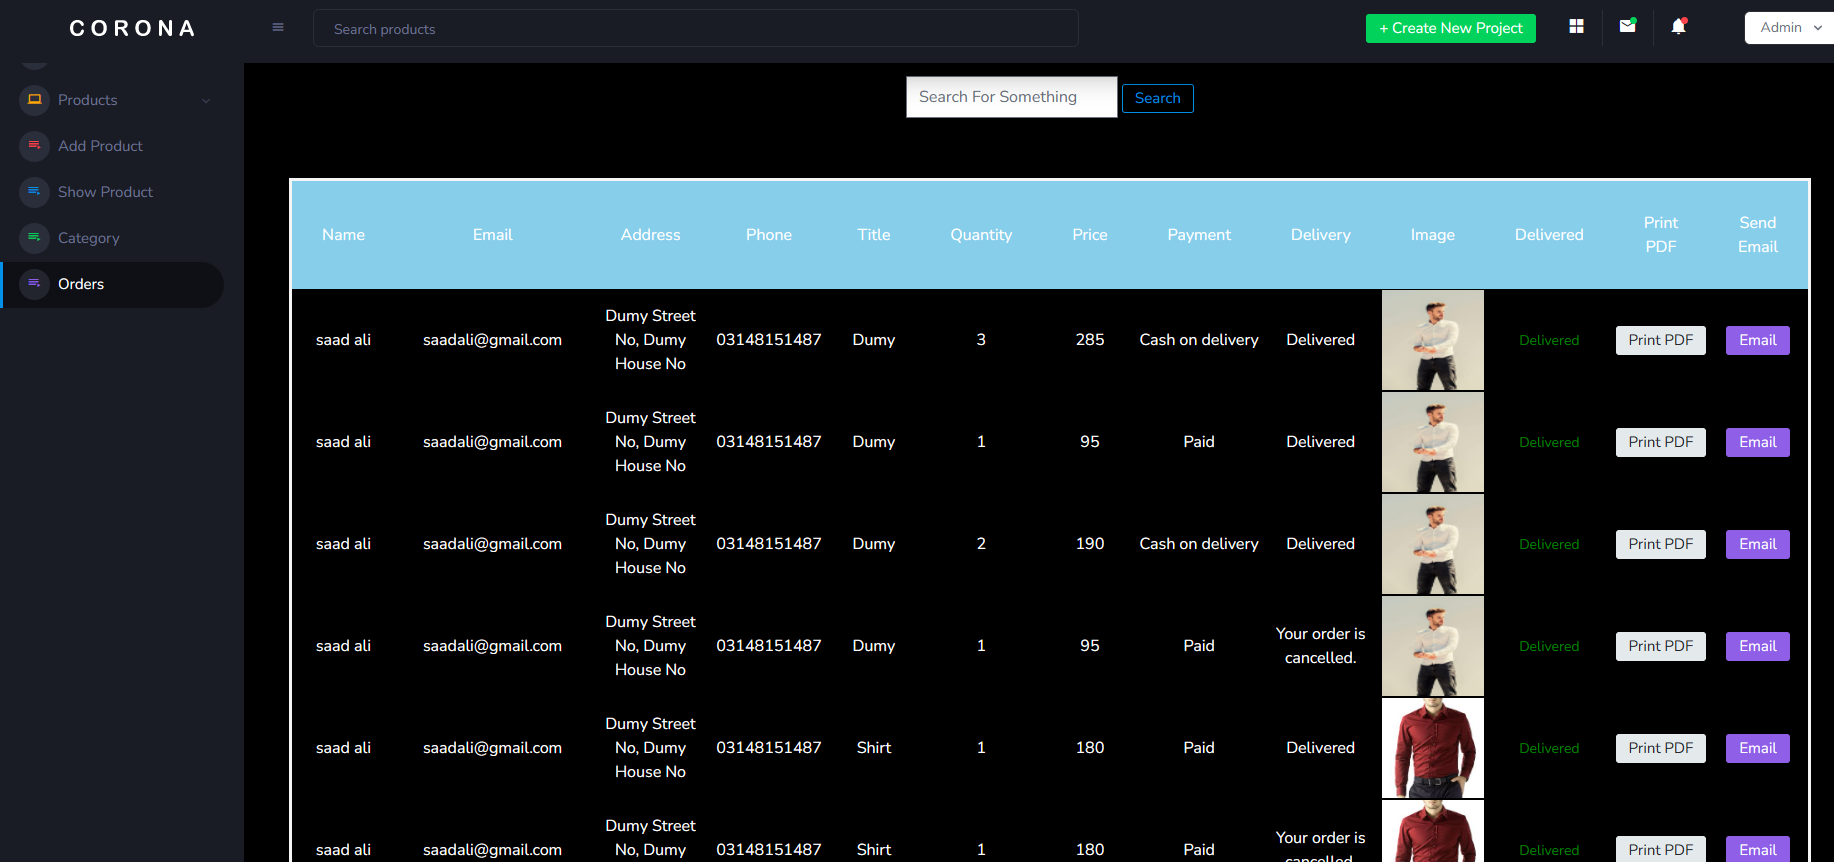 CORONA
Search products
+ Create New Project
Admin
Products
Add Product
Show Product
Category
Orders
Search For Something
Search
Name Email Address Phone Title Quantity Price Payment Delivery Image Delivered Print PDF Send Email
saad ali saadali@gmail.com Dumy Street No, Dumy House No 03148151487 Dumy 3 285 Cash on delivery Delivered Delivered Print PDF Email
saad ali saadali@gmail.com Dumy Street No, Dumy House No 03148151487 Dumy 1 95 Paid Delivered Delivered Print PDF Email
saad ali saadali@gmail.com Dumy Street No, Dumy House No 03148151487 Dumy 2 190 Cash on delivery Delivered Delivered Print PDF Email
saad ali saadali@gmail.com Dumy Street No, Dumy House No 03148151487 Dumy 1 95 Paid Your order is cancelled. Delivered Print PDF Email
saad ali saadali@gmail.com Dumy Street No, Dumy House No 03148151487 Shirt 1 180 Paid Delivered Delivered Print PDF Email
saad ali saadali@gmail.com Dumy Street No, Dumy 03148151487 Shirt 1 180 Paid Your order is cancelled Delivered Print PDF Email